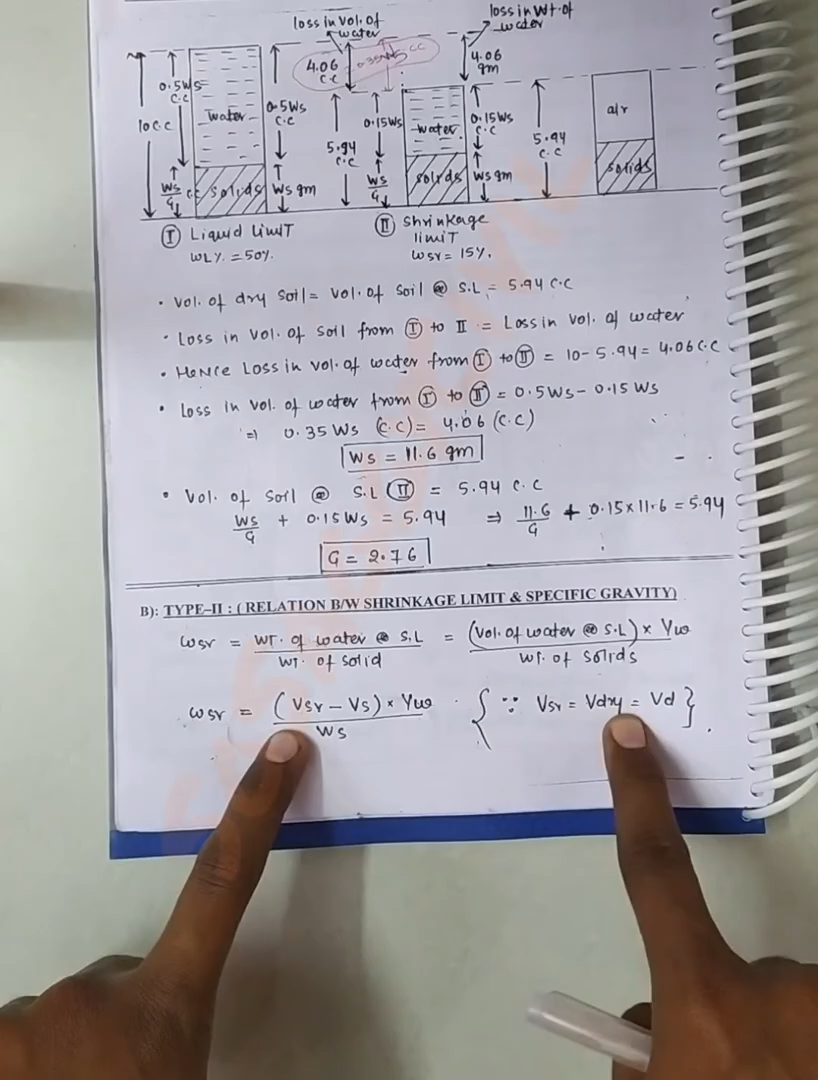 loss in vol. of water
loss in wt. of water
4.06 c.c
4.06 gm
0.5Ws c.c
10 c.c
water
0.5Ws c.c
5.94 c.c
0.15Ws
water
0.15Ws c.c
5.94 c.c
air
Ws/G c.c
solids
Ws gm
Ws/G
solids
Ws gm
solids
Ⅰ Liquid Limit
WL% = 50%.
Ⅱ Shrinkage limit
Wsr = 15%.
• Vol. of dry soil = Vol. of soil @ S.L = 5.94 c.c
• Loss in vol. of soil from Ⅰ to Ⅱ = Loss in vol. of water
• Hence Loss in vol. of water from Ⅰ to Ⅱ = 10 - 5.94 = 4.06 c.c
• Loss in vol. of water from Ⅰ to Ⅱ = 0.5Ws - 0.15 Ws
⇒ 0.35 Ws (c.c) = 4.06 (c.c)
Ws = 11.6 gm
• Vol. of soil @ S.L Ⅱ = 5.94 c.c
Ws/G + 0.15Ws = 5.94 ⇒ 11.6/G + 0.15 x 11.6 = 5.94
G = 2.76
B): TYPE–II : ( RELATION B/W SHRINKAGE LIMIT & SPECIFIC GRAVITY)
Wsr = WT. of water @ S.L / WT. of solid = (Vol. of water @ S.L) x γw / WT. of solids
Wsr = (Vsr - Vs) x γw / Ws { ∵ Vsr = Vdry = Vd }.